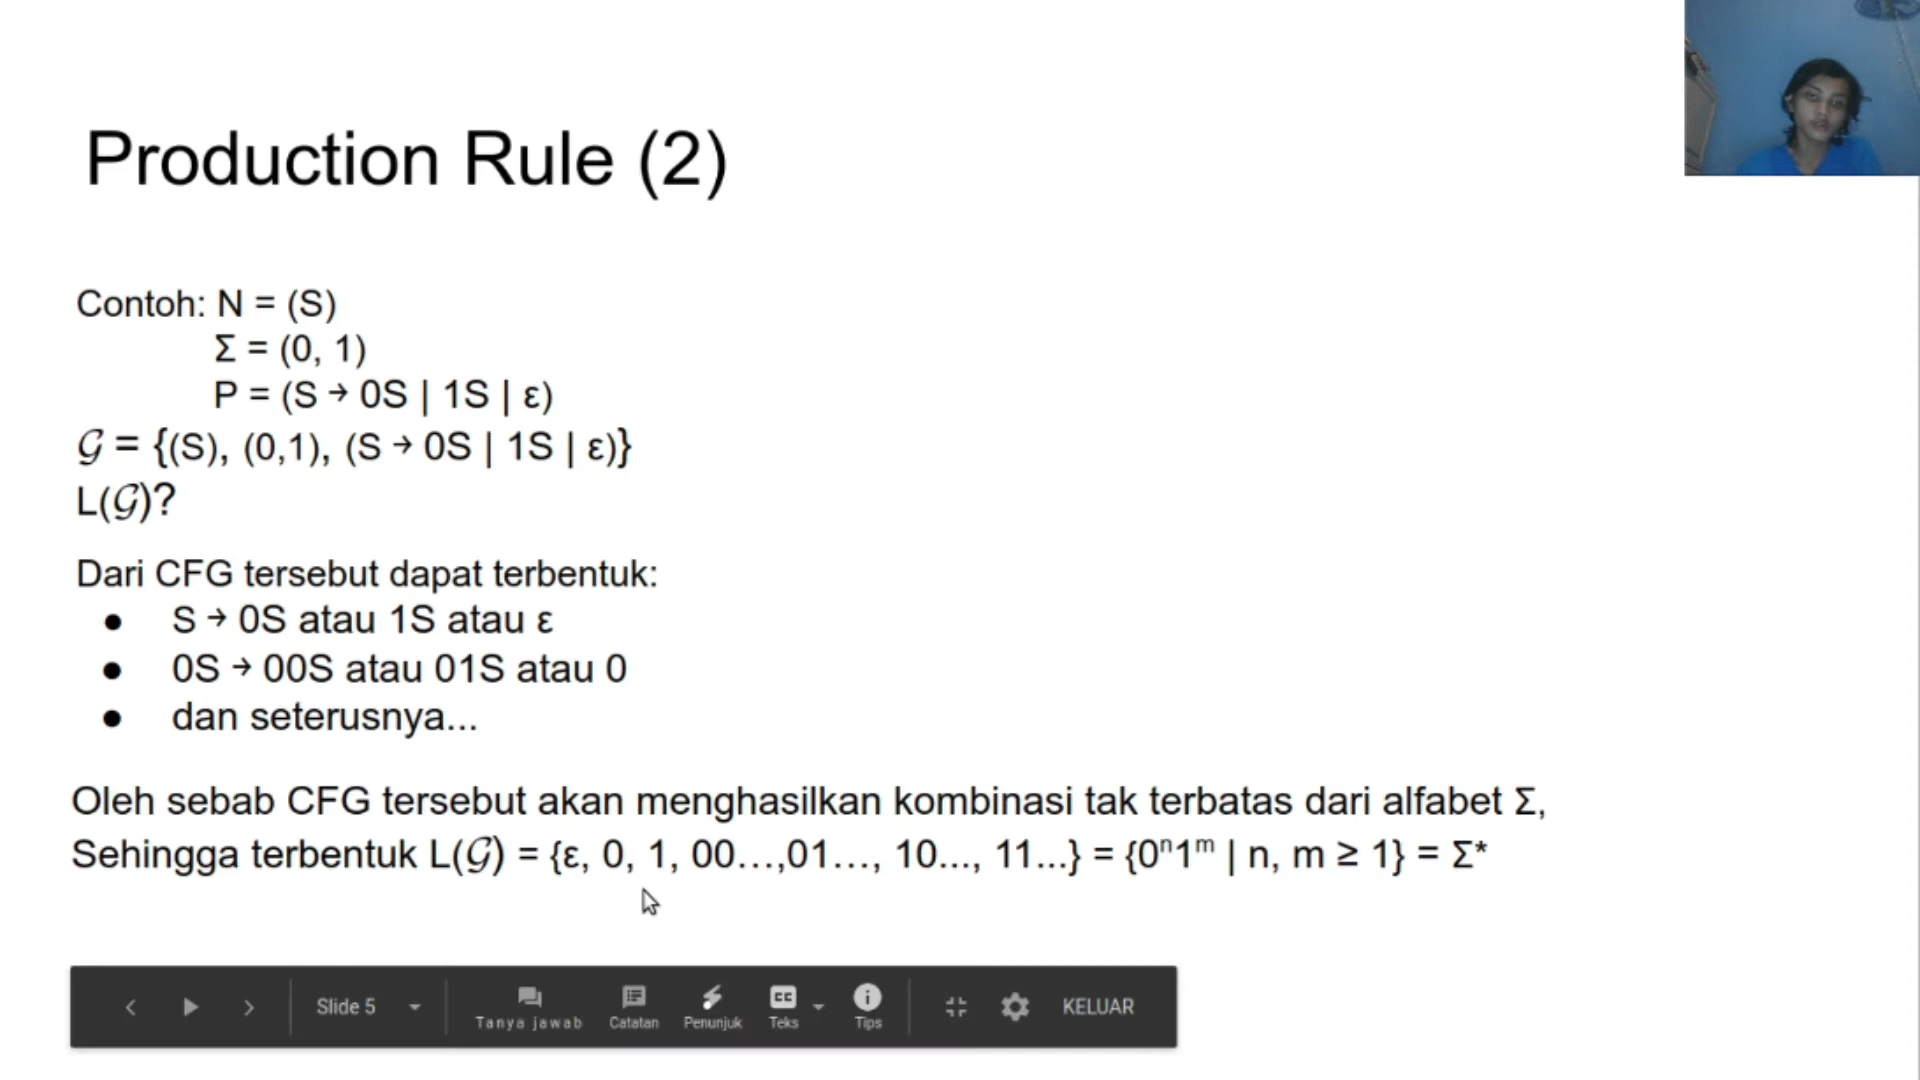 Production Rule (2)
Contoh: N = (S)
Σ = (0, 1)
P = (S → 0S | 1S | ε)
𝒢 = {(S), (0,1), (S → 0S | 1S | ε)}
L(𝒢)?
Dari CFG tersebut dapat terbentuk:
● S → 0S atau 1S atau ε
● 0S → 00S atau 01S atau 0
● dan seterusnya...
Oleh sebab CFG tersebut akan menghasilkan kombinasi tak terbatas dari alfabet Σ,
Sehingga terbentuk L(𝒢) = {ε, 0, 1, 00…,01…, 10..., 11...} = {0ⁿ1ᵐ | n, m ≥ 1} = Σ*
Slide 5 Tanya jawab Catatan Penunjuk CC Teks Tips KELUAR